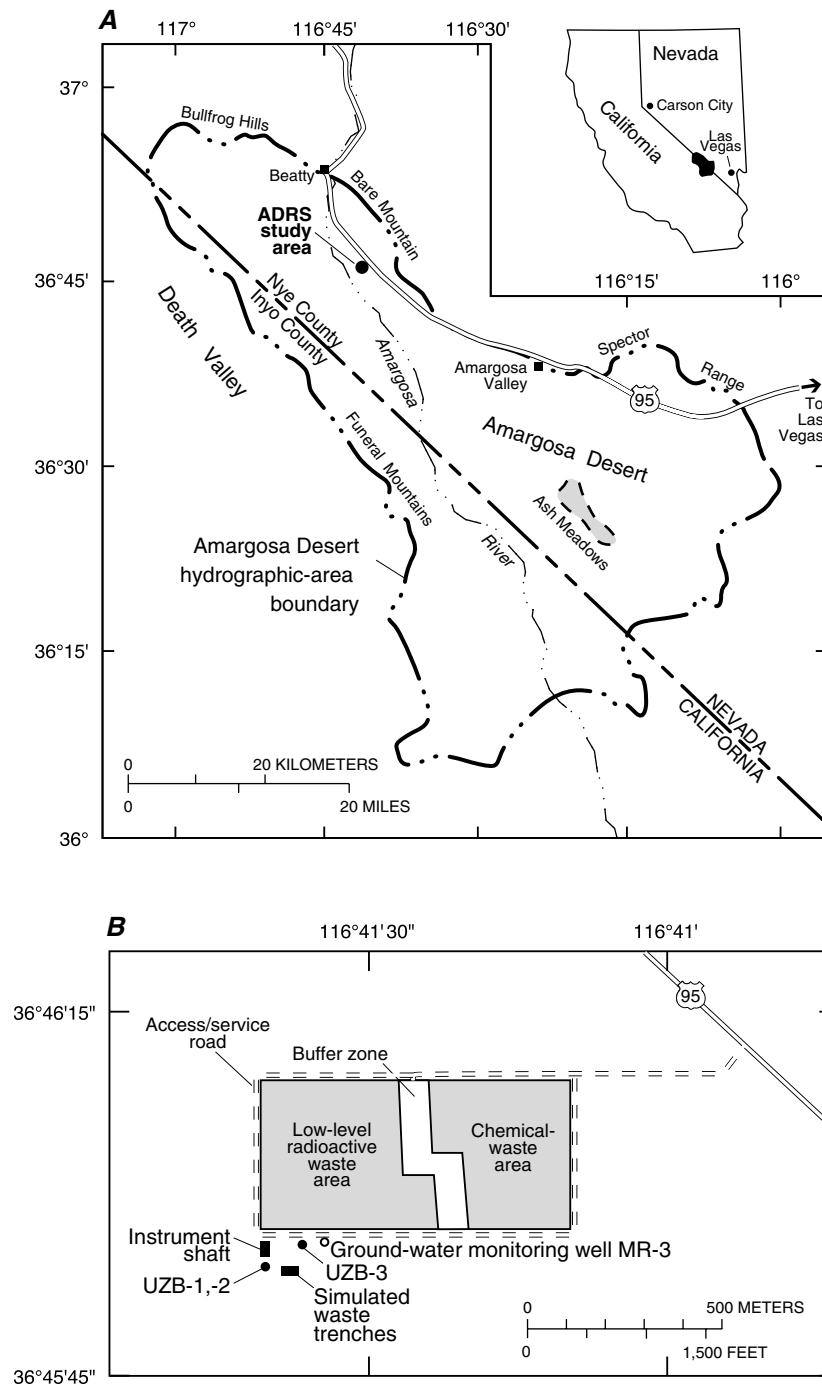 A
117°
116°45'
116°30'
Nevada
Carson City
California
Las
Vegas
37°
Bullfrog Hills
Beatty
Bare Mountain
ADRS
study
area
36°45'
116°15'
116°
Death Valley
Nye County
Inyo County
Amargosa
Amargosa
Valley
Spector
Range
95
To
Las
Vegas
Amargosa Desert
36°30'
Funeral Mountains
Ash Meadows
River
Amargosa Desert
hydrographic-area
boundary
36°15'
NEVADA
CALIFORNIA
0 20 KILOMETERS
0 20 MILES
36°
B
116°41'30"
116°41'
95
36°46'15"
Access/service
road
Buffer zone
Low-level
radioactive
waste
area
Chemical-
waste
area
Instrument
shaft
Ground-water monitoring well MR-3
UZB-3
UZB-1,-2
Simulated
waste
trenches
0 500 METERS
0 1,500 FEET
36°45'45"